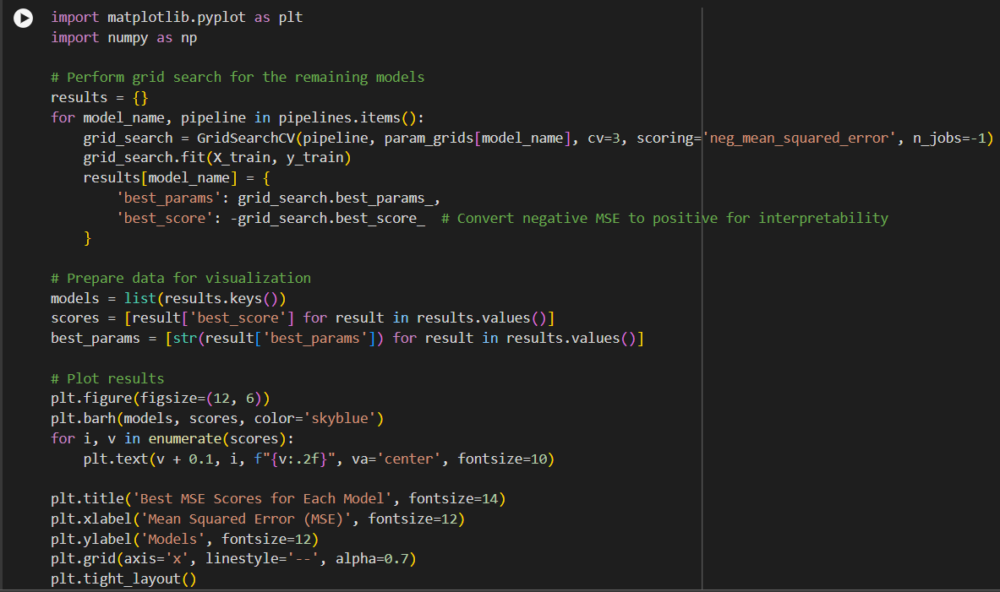 import matplotlib.pyplot as plt
import numpy as np

# Perform grid search for the remaining models
results = {}
for model_name, pipeline in pipelines.items():
    grid_search = GridSearchCV(pipeline, param_grids[model_name], cv=3, scoring='neg_mean_squared_error', n_jobs=-1)
    grid_search.fit(X_train, y_train)
    results[model_name] = {
        'best_params': grid_search.best_params_,
        'best_score': -grid_search.best_score_  # Convert negative MSE to positive for interpretability
    }

# Prepare data for visualization
models = list(results.keys())
scores = [result['best_score'] for result in results.values()]
best_params = [str(result['best_params']) for result in results.values()]

# Plot results
plt.figure(figsize=(12, 6))
plt.barh(models, scores, color='skyblue')
for i, v in enumerate(scores):
    plt.text(v + 0.1, i, f"{v:.2f}", va='center', fontsize=10)

plt.title('Best MSE Scores for Each Model', fontsize=14)
plt.xlabel('Mean Squared Error (MSE)', fontsize=12)
plt.ylabel('Models', fontsize=12)
plt.grid(axis='x', linestyle='--', alpha=0.7)
plt.tight_layout()